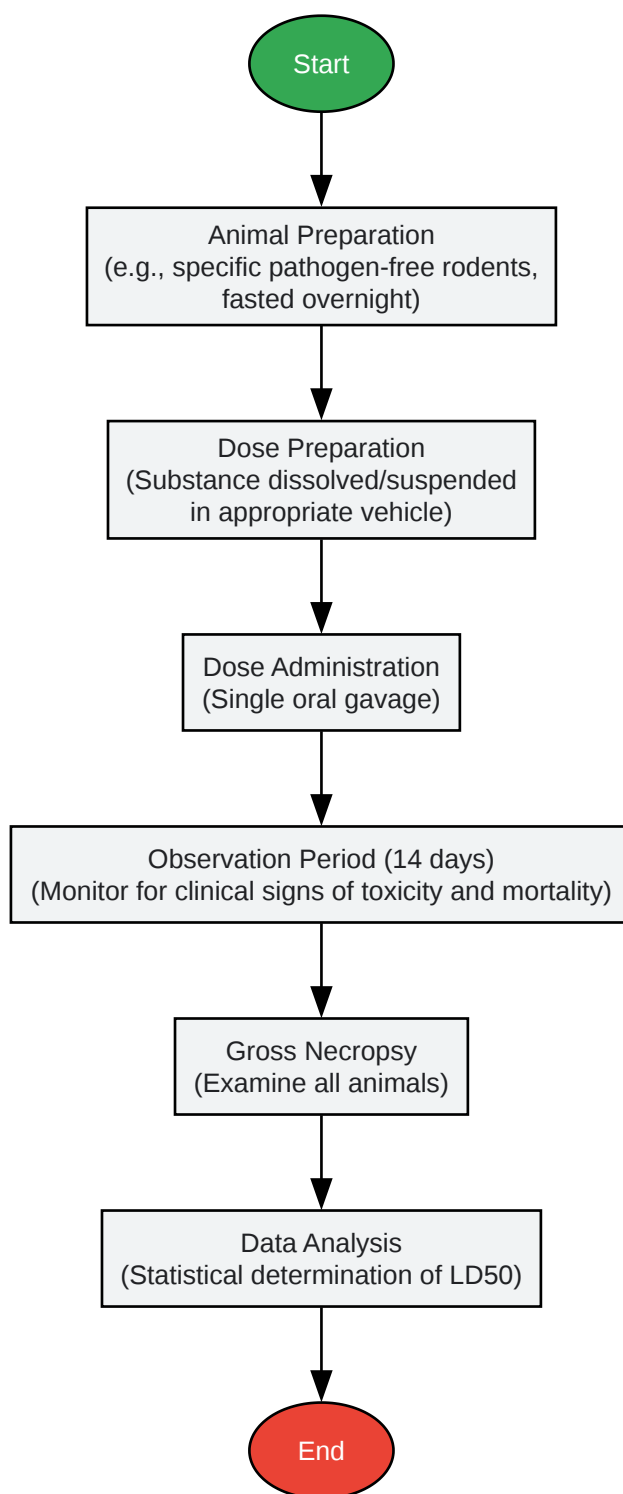 Start
Animal Preparation
(e.g., specific pathogen-free rodents,
fasted overnight)
Dose Preparation
(Substance dissolved/suspended
in appropriate vehicle)
Dose Administration
(Single oral gavage)
Observation Period (14 days)
(Monitor for clinical signs of toxicity and mortality)
Gross Necropsy
(Examine all animals)
Data Analysis
(Statistical determination of LD50)
End